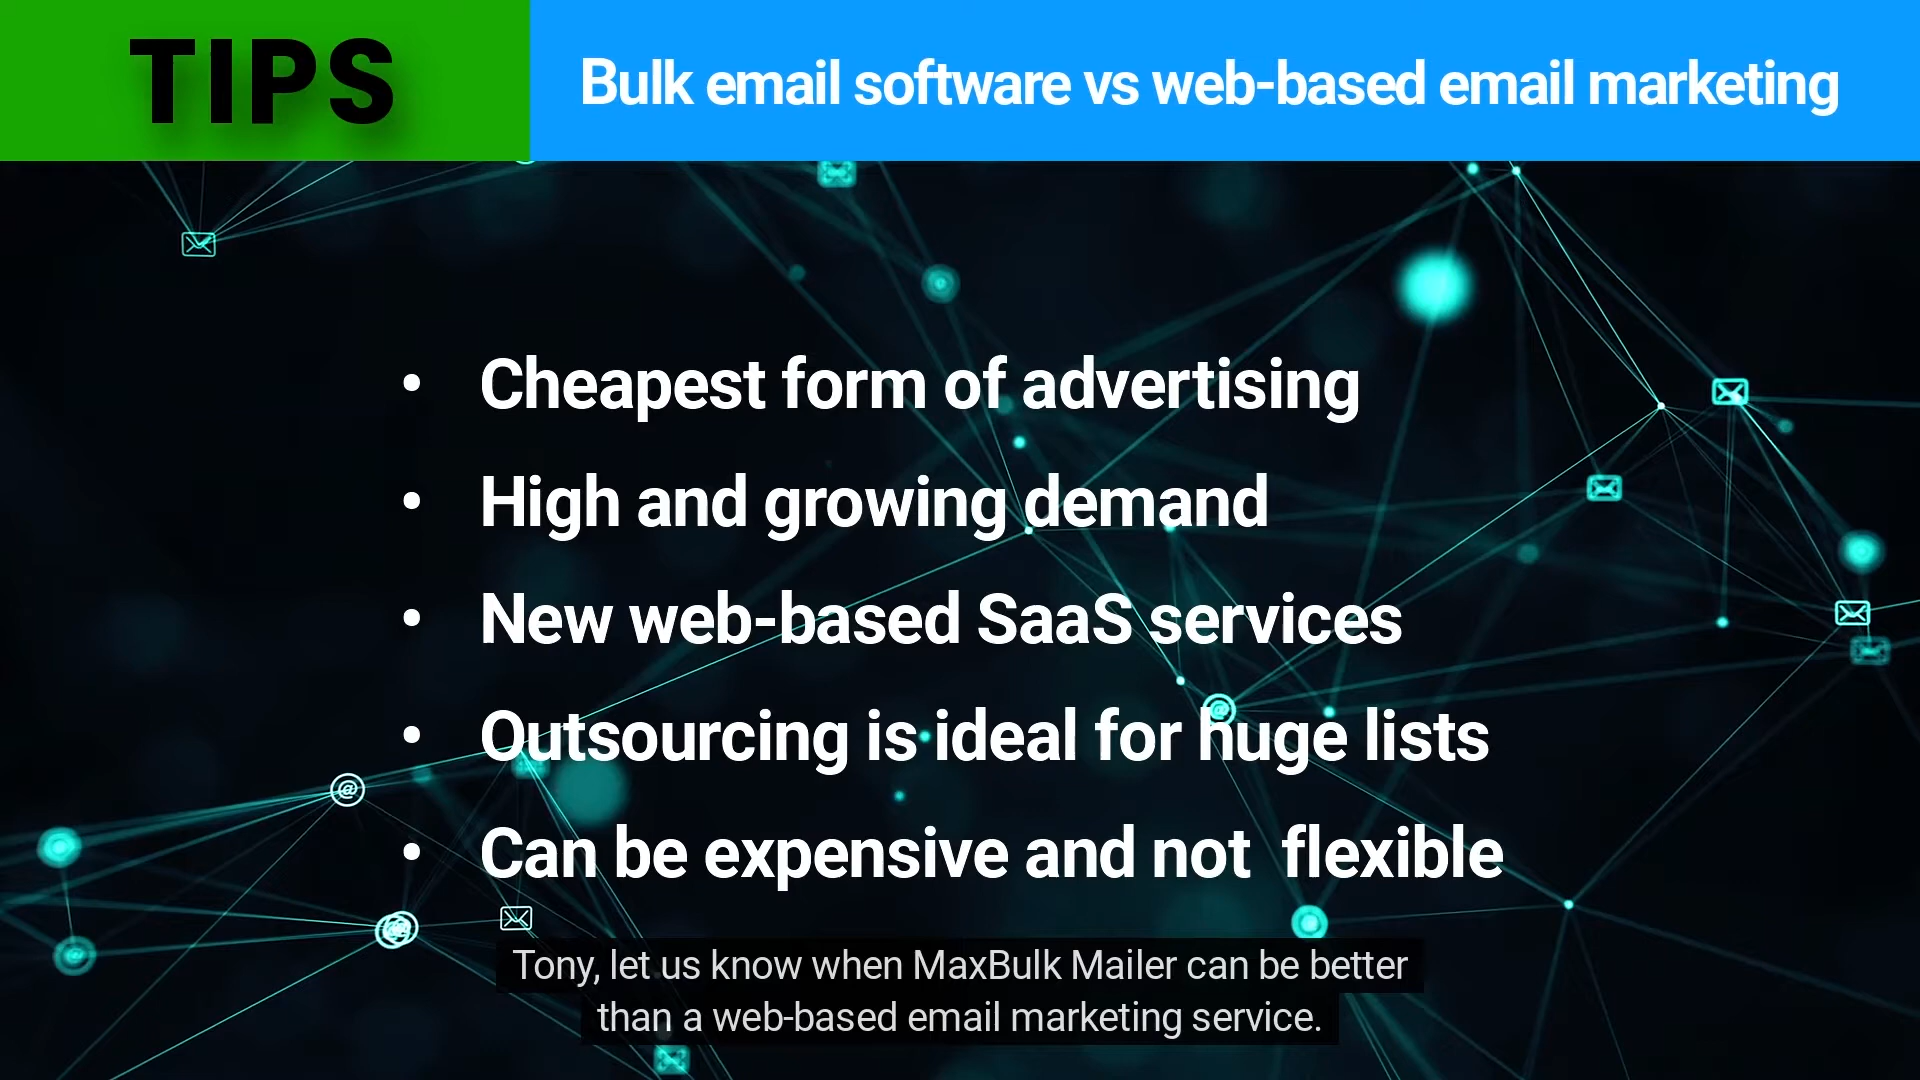 TIPS
Bulk email software vs web-based email marketing
• Cheapest form of advertising
• High and growing demand
• New web-based SaaS services
• Outsourcing is ideal for huge lists
• Can be expensive and not  flexible
Tony, let us know when MaxBulk Mailer can be better
than a web-based email marketing service.